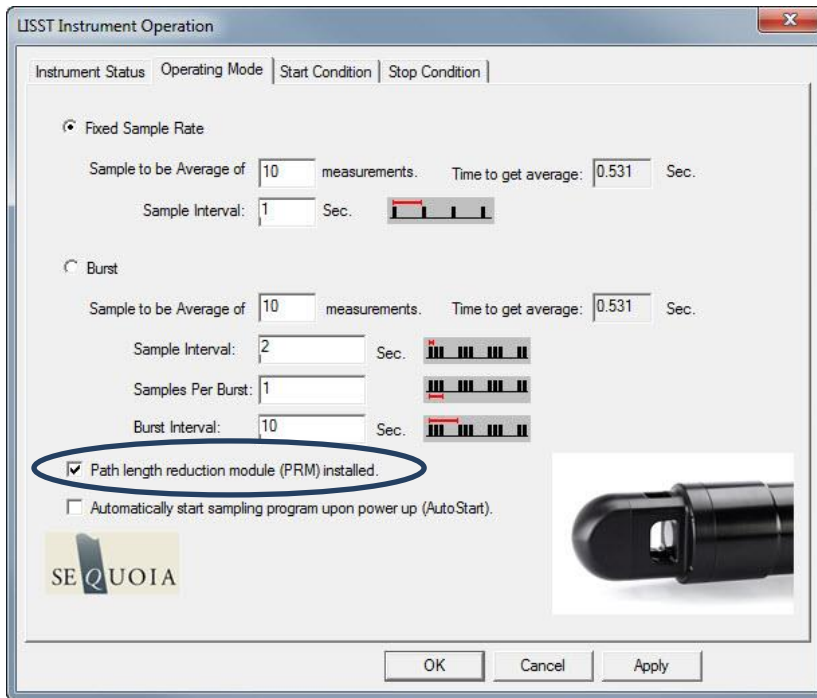 LISST Instrument Operation
x
Instrument Status Operating Mode Start Condition Stop Condition
Fixed Sample Rate
Sample to be Average of 10 measurements. Time to get average: 0.531 Sec.
Sample Interval: 1 Sec.
Burst
Sample to be Average of 10 measurements. Time to get average: 0.531 Sec.
Sample Interval: 2 Sec.
Samples Per Burst: 1
Burst Interval: 10 Sec.
Path length reduction module (PRM) installed.
Automatically start sampling program upon power up (AutoStart).
SEQUOIA
OK Cancel Apply